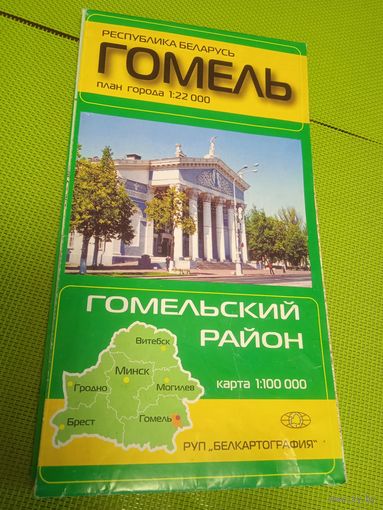 РЕСПУБЛИКА БЕЛАРУСЬ
ГОМЕЛЬ
план города 1:22 000
ГОМЕЛЬСКИЙ
РАЙОН
карта 1:100 000
Витебск
Минск
Гродно
Могилев
Брест
Гомель
РУП „БЕЛКАРТОГРАФИЯ"